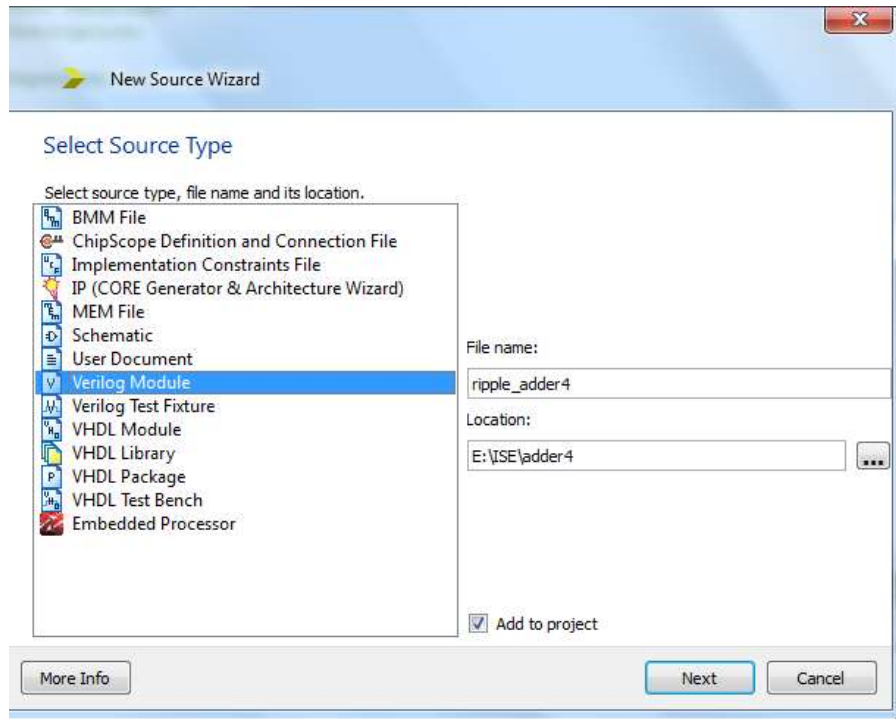 New Source Wizard
Select Source Type
Select source type, file name and its location.
BMM File
ChipScope Definition and Connection File
Implementation Constraints File
IP (CORE Generator & Architecture Wizard)
MEM File
Schematic
User Document
Verilog Module
Verilog Test Fixture
VHDL Module
VHDL Library
VHDL Package
VHDL Test Bench
Embedded Processor
File name:
ripple_adder4
Location:
E:\ISE\adder4
...
Add to project
More Info
Next
Cancel